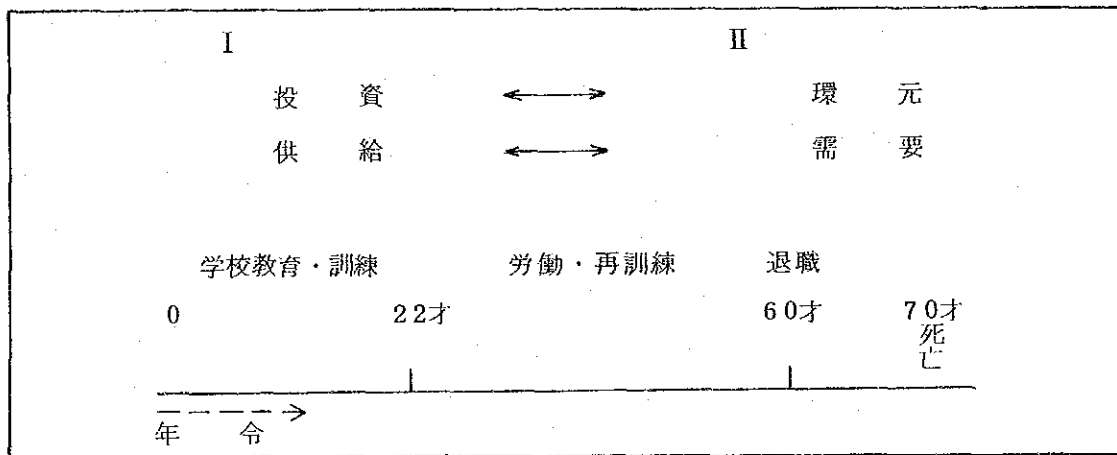 Ⅰ Ⅱ
投資 ←→ 環元
供給 ←→ 需要
学校教育・訓練 労働・再訓練 退職
0 22才 60才 70才
死亡
年令